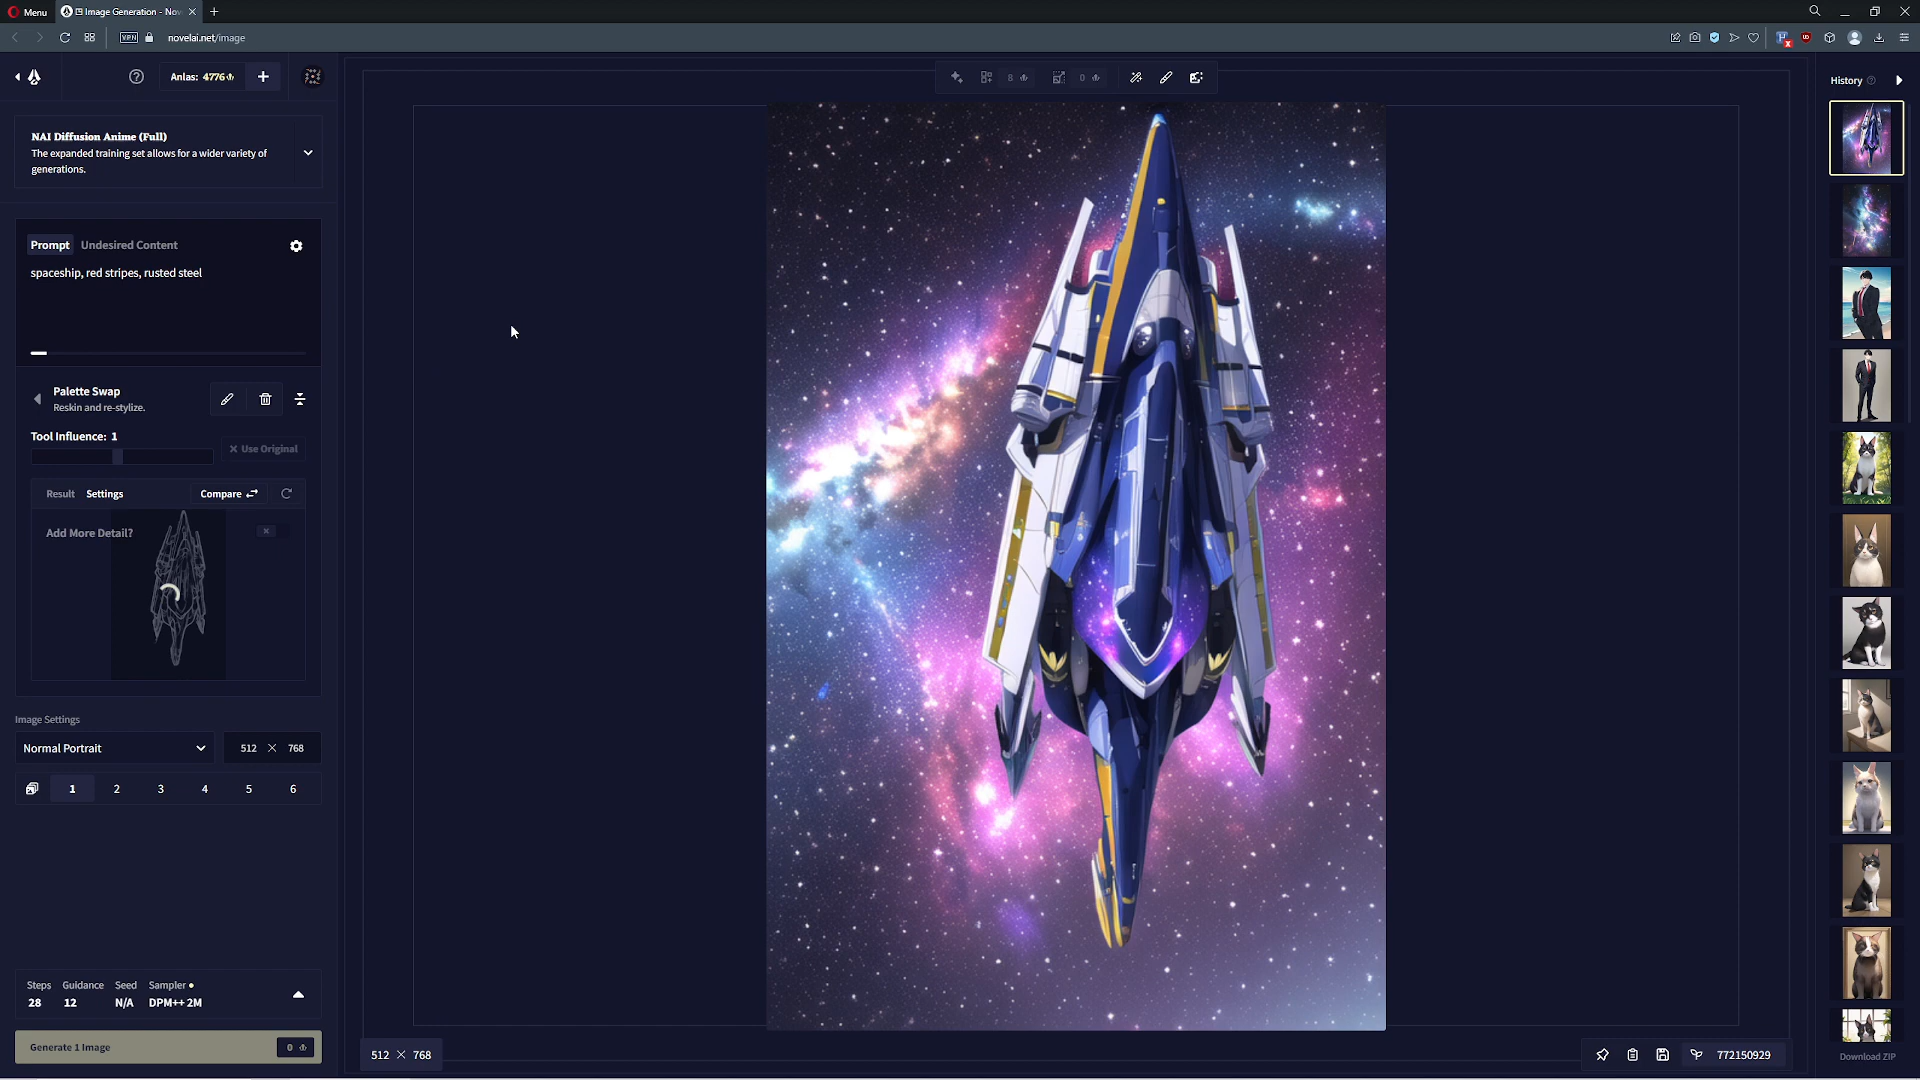 Menu
Image Generation - Nov
VPN
novelai.net/image
Anlas: 4776
8
0
History
NAI Diffusion Anime (Full)
The expanded training set allows for a wider variety of
generations.
Prompt
Undesired Content
spaceship, red stripes, rusted steel
Palette Swap
Reskin and re-stylize.
Tool Influence: 1
Use Original
Result
Settings
Compare
Add More Detail?
Image Settings
Normal Portrait
512 × 768
1
2
3
4
5
6
Steps
Guidance
Seed
Sampler
28
12
N/A
DPM++ 2M
Generate 1 Image
0
512 × 768
772150929
Download ZIP